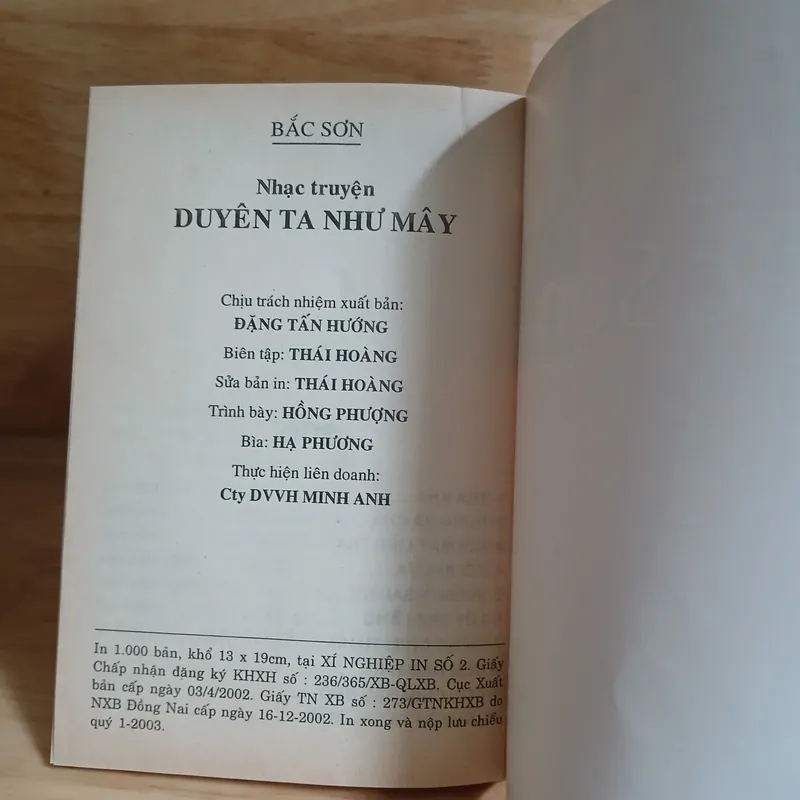 BẮC SƠN
Nhạc truyện
DUYÊN TA NHƯ MÂY
Chịu trách nhiệm xuất bản:
ĐẶNG TẤN HƯỚNG
Biên tập: THÁI HOÀNG
Sửa bản in: THÁI HOÀNG
Trình bày: HỒNG PHƯỢNG
Bìa: HẠ PHƯƠNG
Thực hiện liên doanh:
Cty DVVH MINH ANH
In 1.000 bản, khổ 13 x 19cm, tại XÍ NGHIỆP IN SỐ 2. Giấy
Chấp nhận đặng ký KHXH số : 236/365/XB-QLXB. Cục Xuất
bản cấp ngày 03/4/2002. Giấy TN XB số : 273/GTNKHXB do
NXB Đồng Nai cấp ngày 16-12-2002. In xong và nộp lưu chiểu
quý 1-2003.